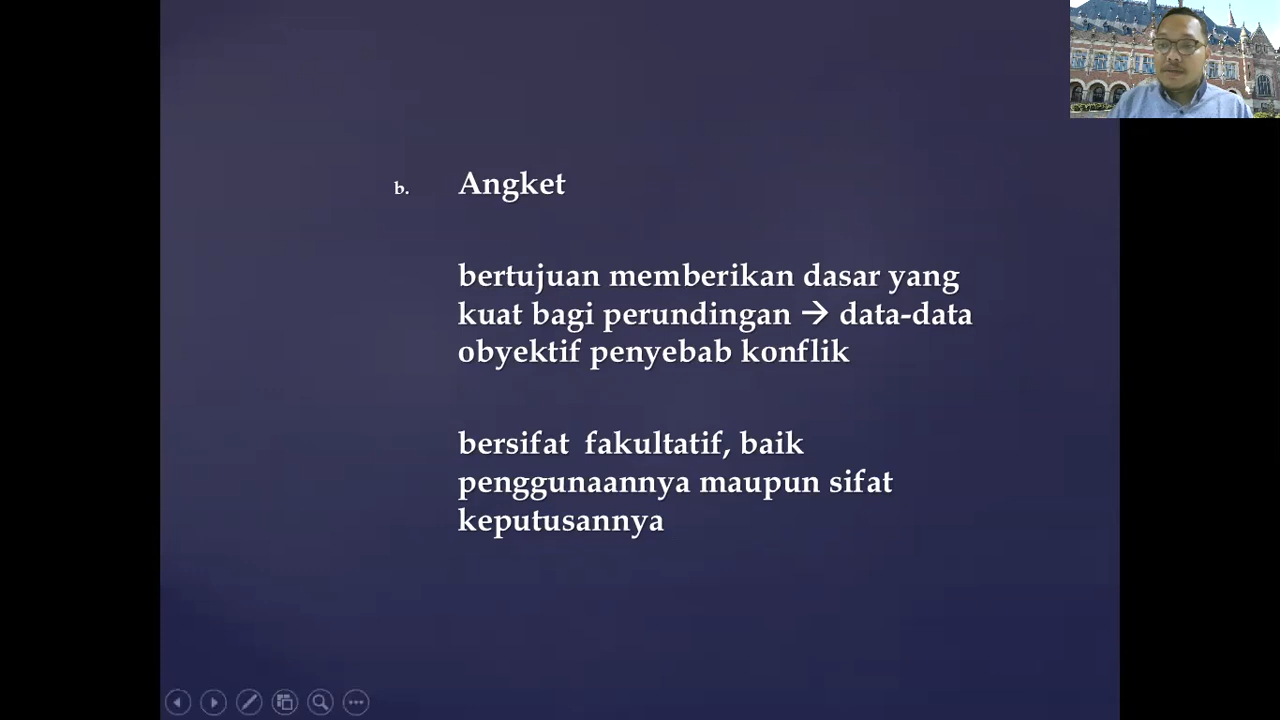 b. Angket
bertujuan memberikan dasar yang
kuat bagi perundingan → data-data
obyektif penyebab konflik
bersifat fakultatif, baik
penggunaannya maupun sifat
keputusannya